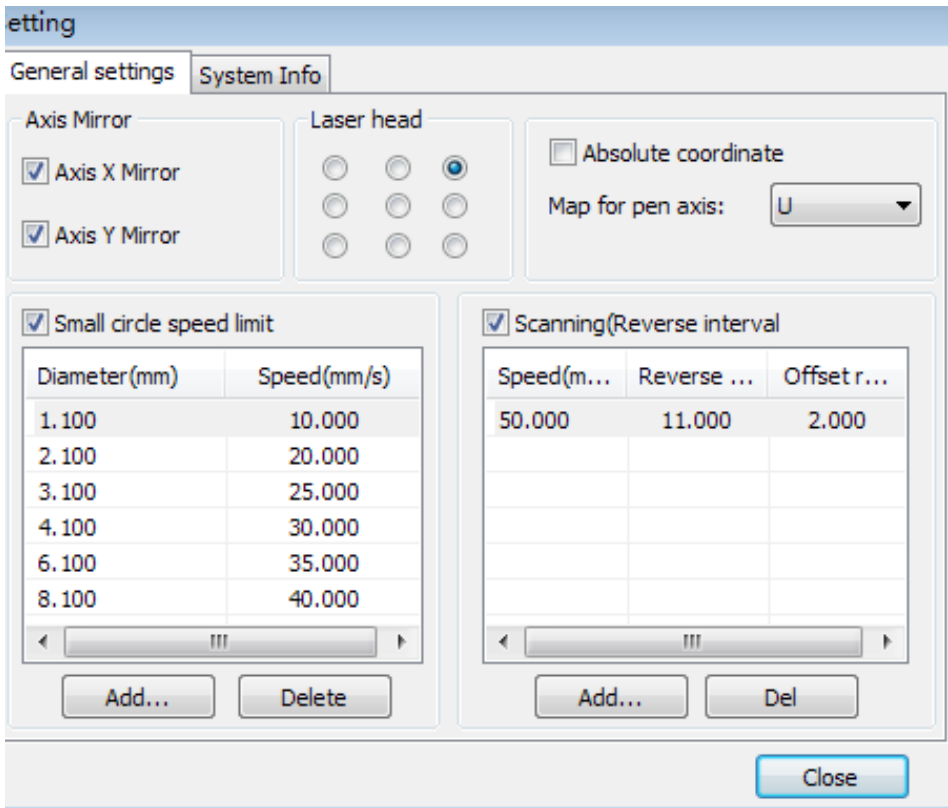 etting
General settings System Info
Axis Mirror
Axis X Mirror
Axis Y Mirror
Laser head
Absolute coordinate
Map for pen axis: U
Small circle speed limit
Diameter(mm) Speed(mm/s)
1.100 10.000
2.100 20.000
3.100 25.000
4.100 30.000
6.100 35.000
8.100 40.000
Add... Delete
Scanning(Reverse interval
Speed(m... Reverse ... Offset r...
50.000 11.000 2.000
Add... Del
Close